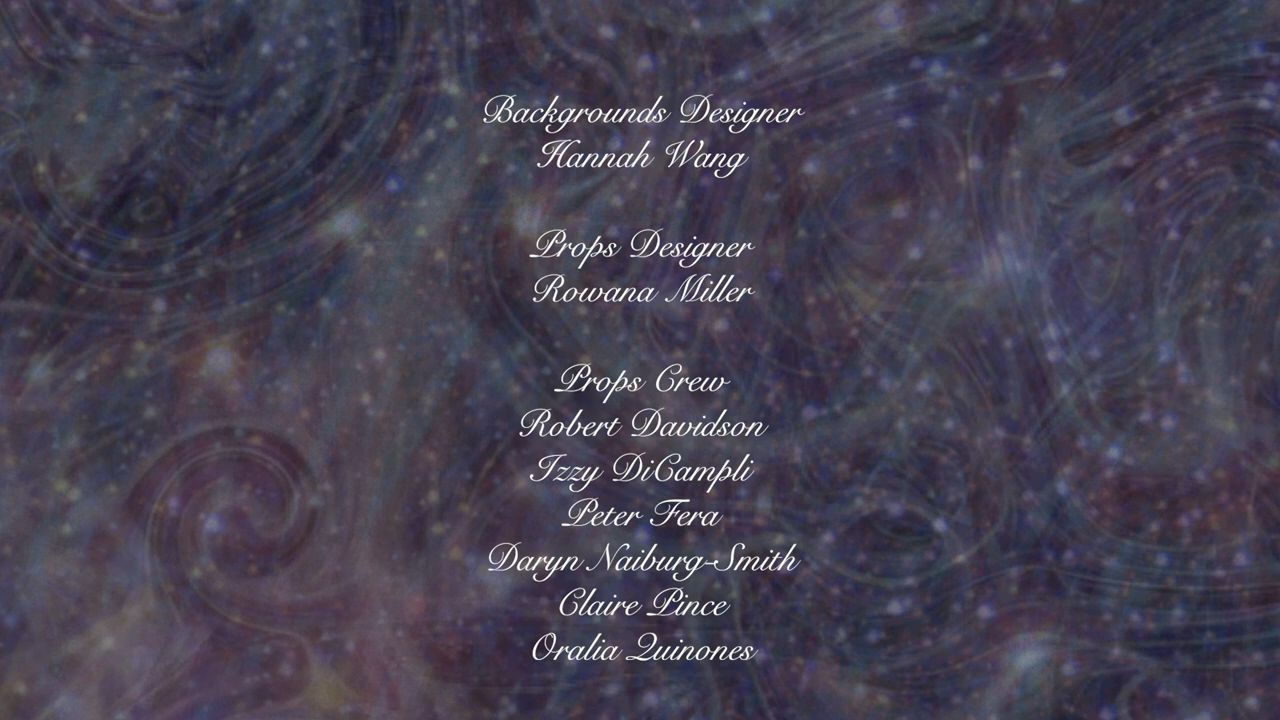 Backgrounds Designer
Hannah Wang
Props Designer
Rowana Miller
Props Crew
Robert Davidson
Izzy DiCampli
Peter Fera
Daryn Naiburg-Smith
Claire Pince
Oralia Quinones